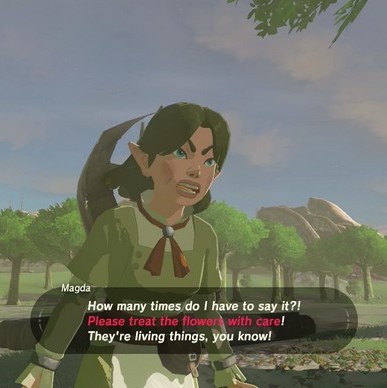 Magda
How many times do I have to say it?!
Please treat the flowers with care!
They're living things, you know!